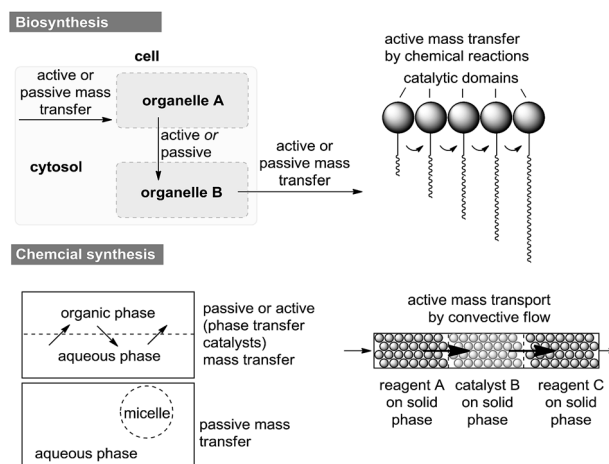 Biosynthesis
cell
active or
passive mass
transfer
organelle A
active or
passive
cytosol
organelle B
active or
passive mass
transfer
active mass transfer
by chemical reactions
catalytic domains
Chemcial synthesis
organic phase
aqueous phase
passive or active
(phase transfer
catalysts)
mass transfer
micelle
aqueous phase
passive mass
transfer
active mass transport
by convective flow
reagent A
on solid
phase
catalyst B
on solid
phase
reagent C
on solid
phase